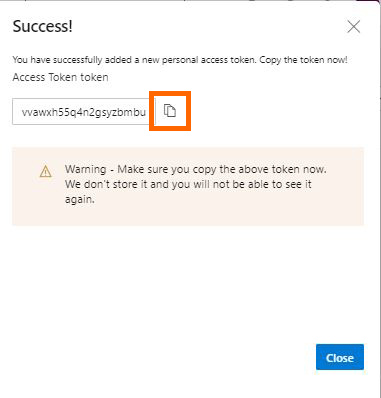 Success!
You have successfully added a new personal access token. Copy the token now!
Access Token token
vvawxh55q4n2gsyzbmbu
Warning - Make sure you copy the above token now.
We don't store it and you will not be able to see it
again.
Close